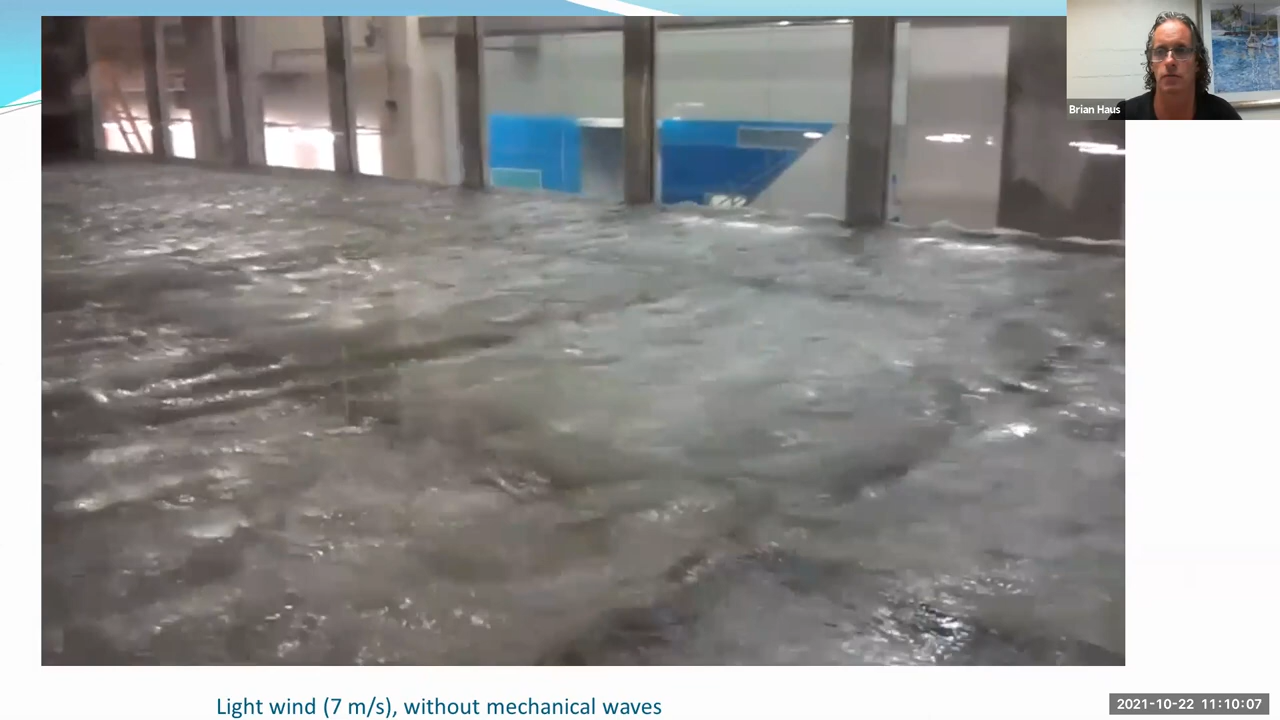 Brian Haus
Light wind (7 m/s), without mechanical waves
2021-10-22 11:10:07